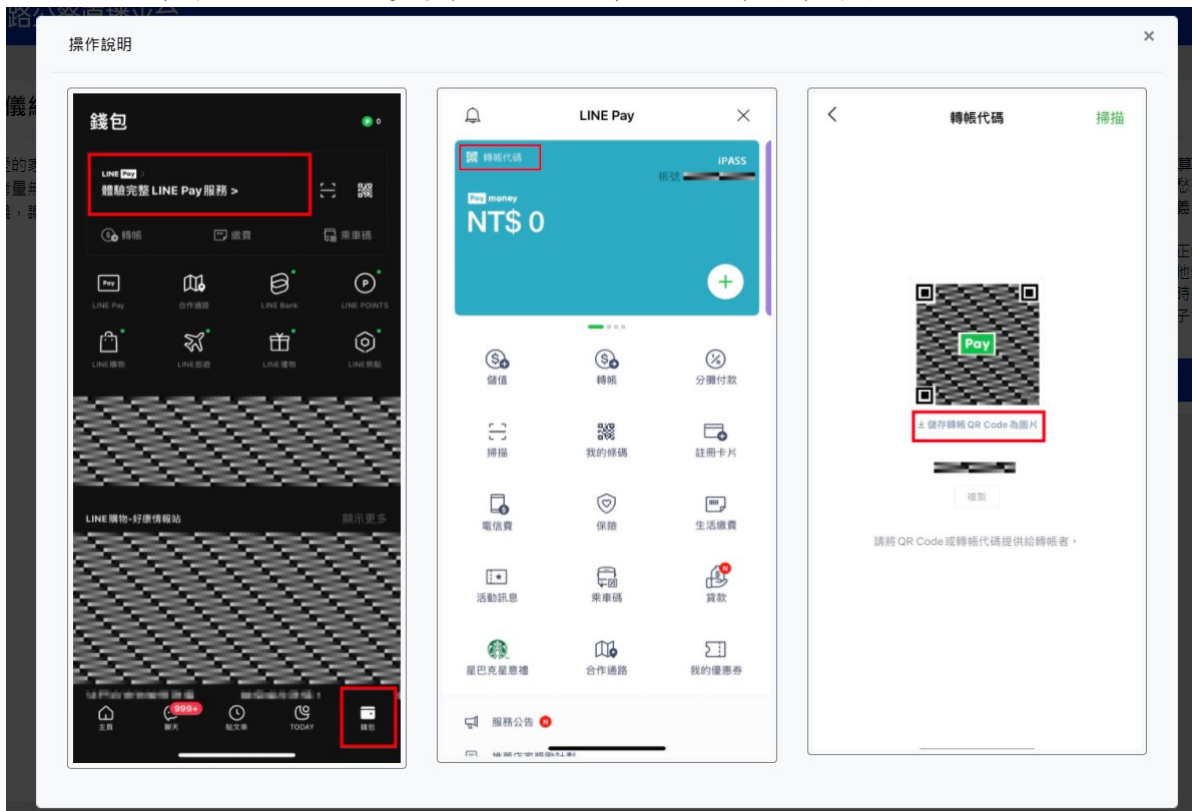 操作說明
×
錢包
LINE Pay >
體驗完整 LINE Pay 服務 >
轉帳
繳費
乘車碼
Pay
LINE Pay
合作通路
LINE Bank
P
LINE POINTS
LINE購物
LINE旅遊
LINE禮物
LINE熱點
LINE購物-好康情報站
顯示更多
主頁
999+
聊天
貼文串
TODAY
錢包
LINE Pay
轉帳代碼
iPASS
帳號
Pay money
NT$ 0
+
儲值
轉帳
分攤付款
掃描
我的條碼
註冊卡片
電信費
保險
生活繳費
活動訊息
乘車碼
N
貸款
星巴克星意禮
合作通路
我的優惠券
服務公告 N
轉帳代碼
掃描
Pay
儲存轉帳 QR Code 為圖片
複製
請將 QR Code 或轉帳代碼提供給轉帳者。